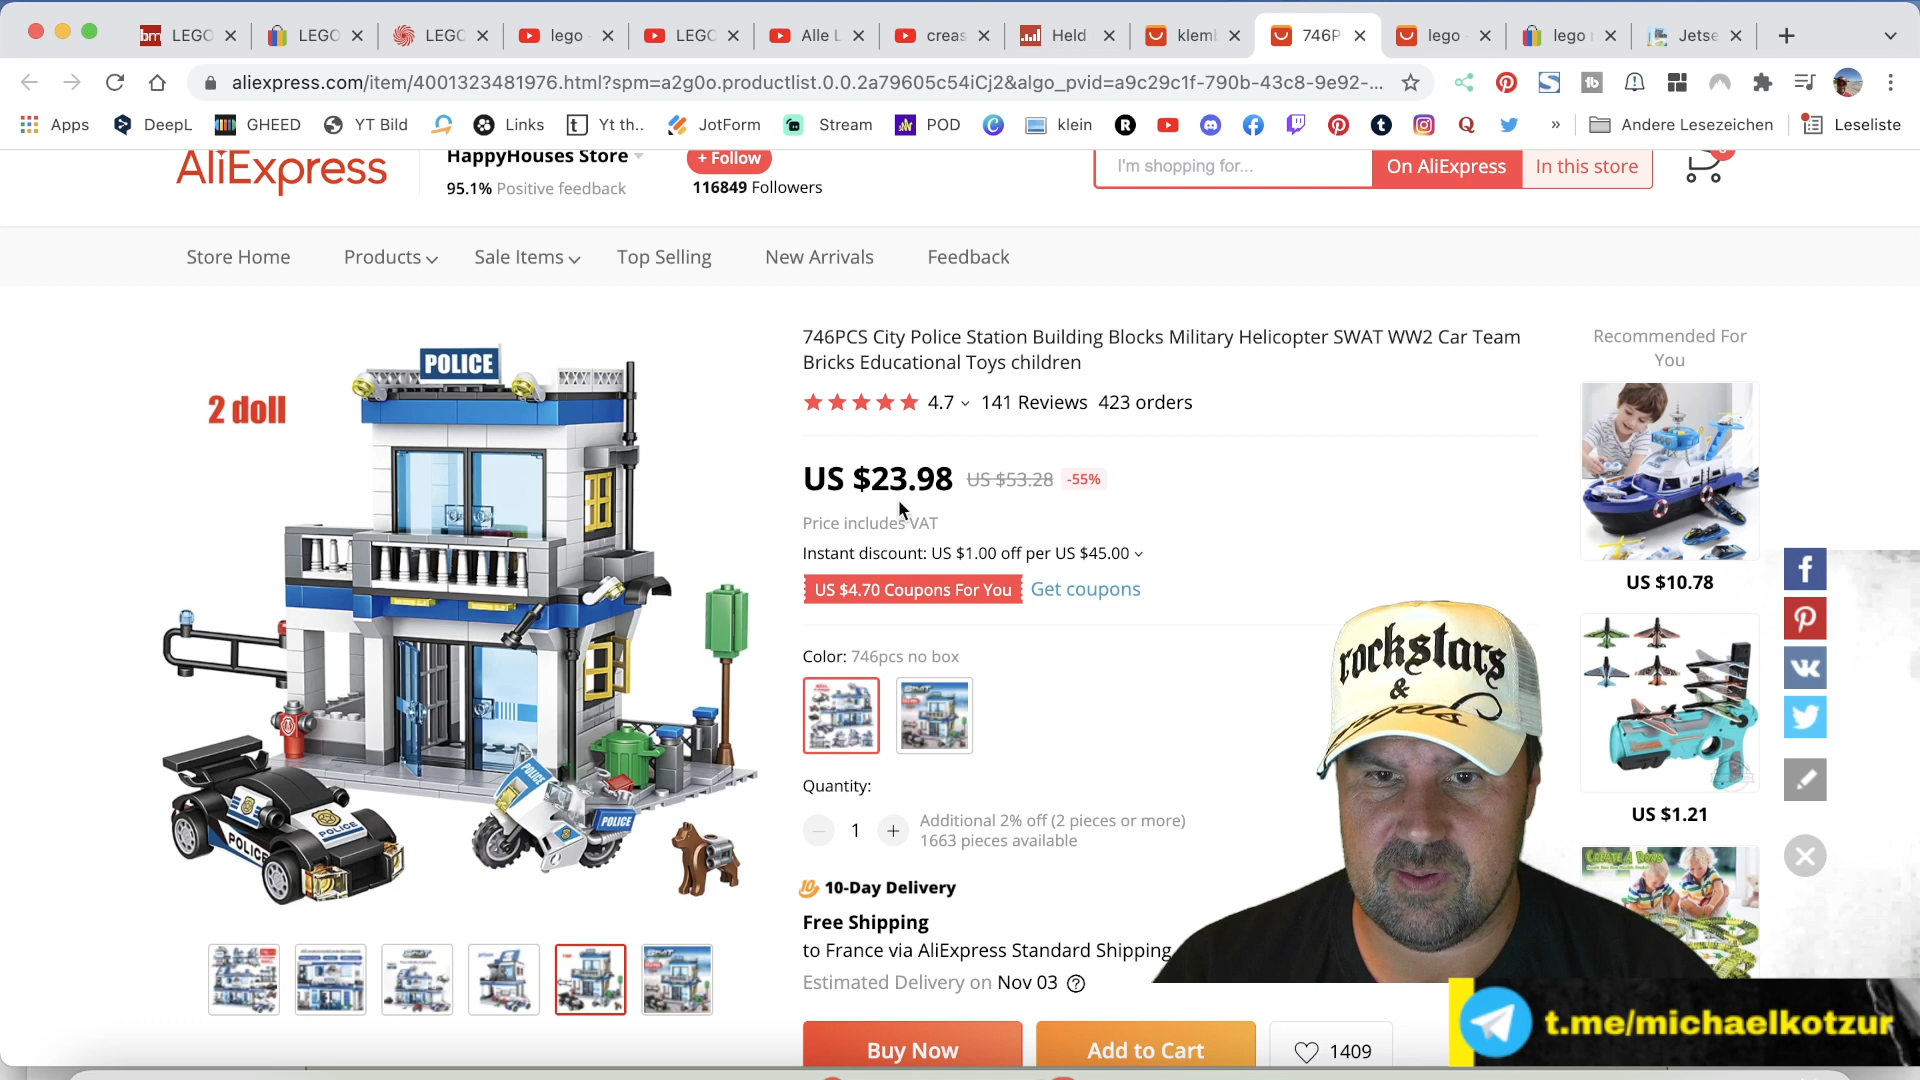 LEGO
LEGO
LEGO
lego
LEGO
Alle L
creas
Held
klem
746P
lego
lego
Jetse
aliexpress.com/item/4001323481976.html?spm=a2g0o.productlist.0.0.2a79605c54iCj2&algo_pvid=a9c29c1f-790b-43c8-9e92-...
Apps
DeepL
GHEED
YT Bild
Links
Yt th..
JotForm
Stream
POD
klein
»
Andere Lesezeichen
Leseliste
AliExpress
HappyHouses Store
95.1% Positive feedback
+ Follow
116849 Followers
I'm shopping for...
On AliExpress
In this store
Store Home
Products
Sale Items
Top Selling
New Arrivals
Feedback
2 doll
POLICE
POLICE
POLICE
POLICE
POLICE
746PCS City Police Station Building Blocks Military Helicopter SWAT WW2 Car Team
Bricks Educational Toys children
4.7
141 Reviews
423 orders
US $23.98
US $53.28
-55%
Price includes VAT
Instant discount: US $1.00 off per US $45.00
US $4.70 Coupons For You
Get coupons
Color: 746pcs no box
Quantity:
1
Additional 2% off (2 pieces or more)
1663 pieces available
10-Day Delivery
Free Shipping
to France via AliExpress Standard Shipping
Estimated Delivery on Nov 03
Buy Now
Add to Cart
1409
Recommended For
You
US $10.78
US $1.21
CREATE A ROAD
rockstars
&
angels
t.me/michaelkotzur